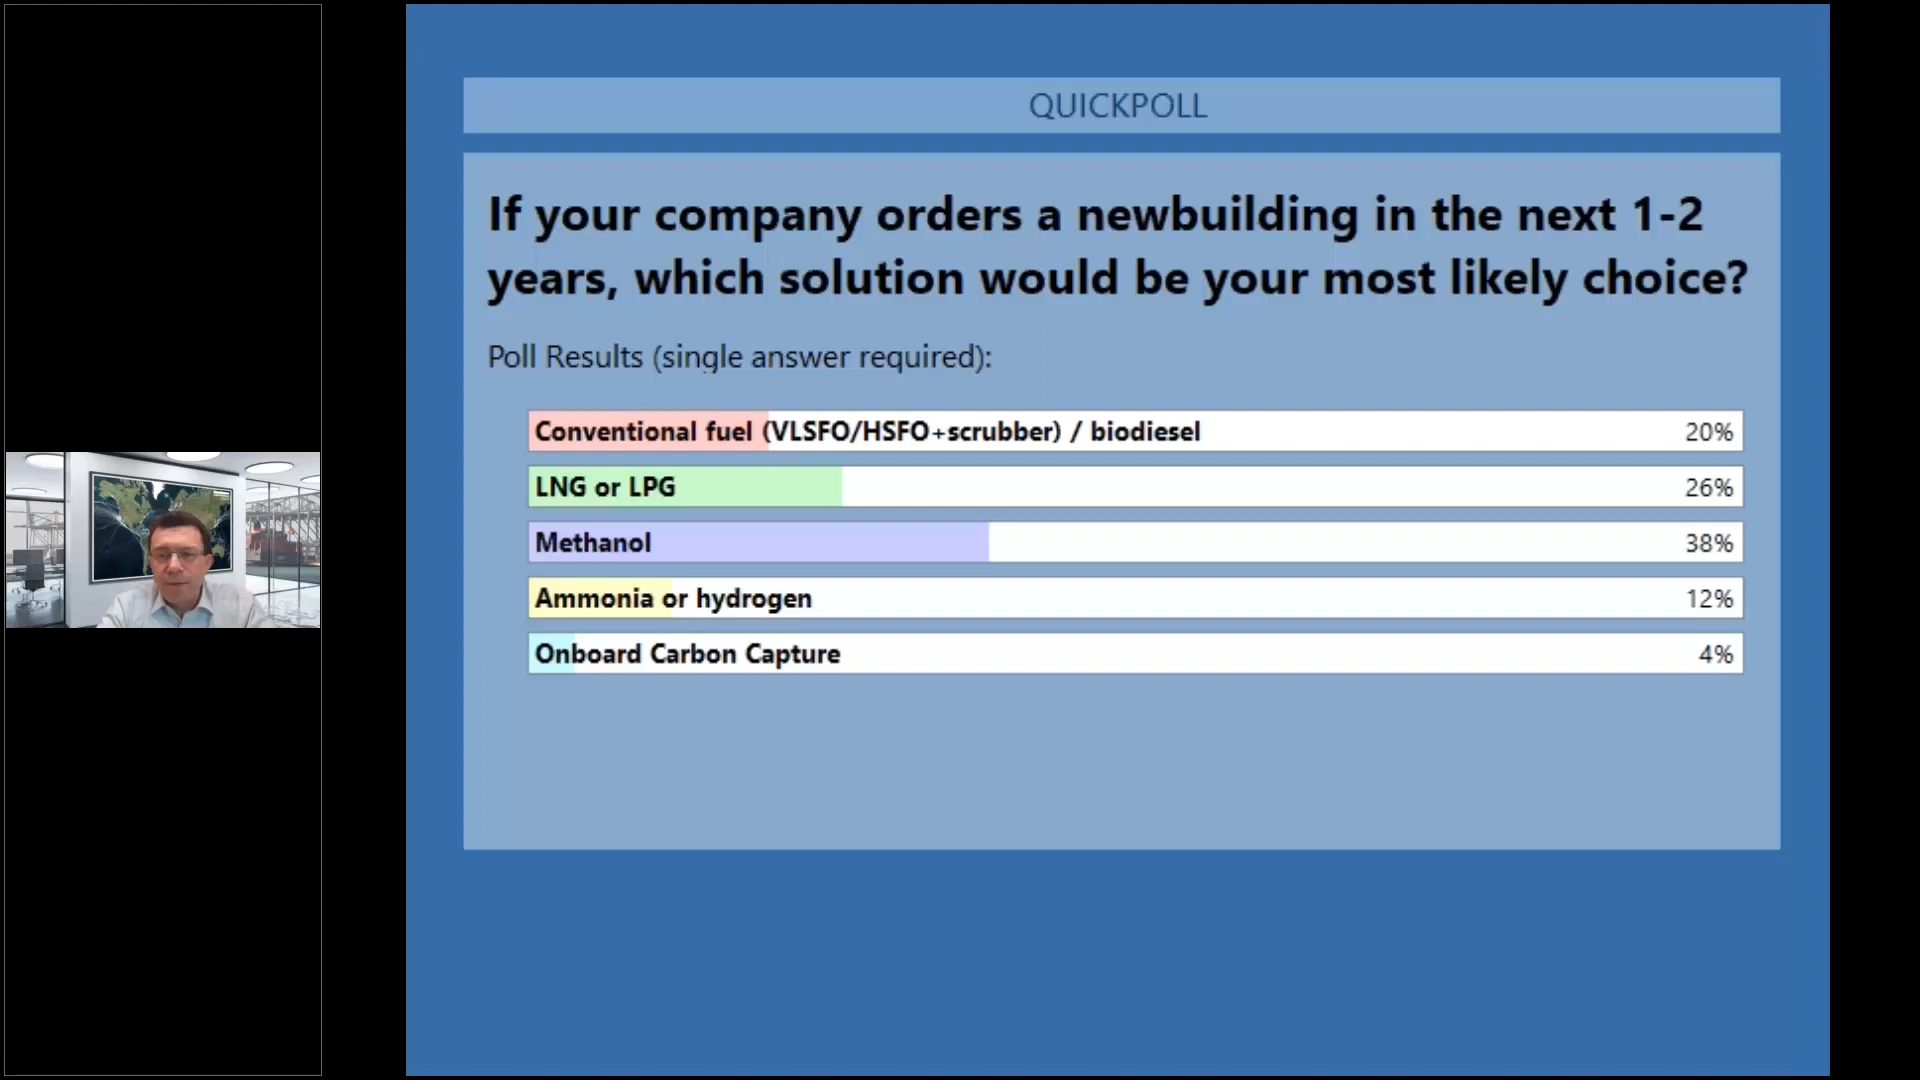 QUICKPOLL
If your company orders a newbuilding in the next 1-2
years, which solution would be your most likely choice?
Poll Results (single answer required):
Conventional fuel (VLSFO/HSFO+scrubber) / biodiesel 20%
LNG or LPG 26%
Methanol 38%
Ammonia or hydrogen 12%
Onboard Carbon Capture 4%